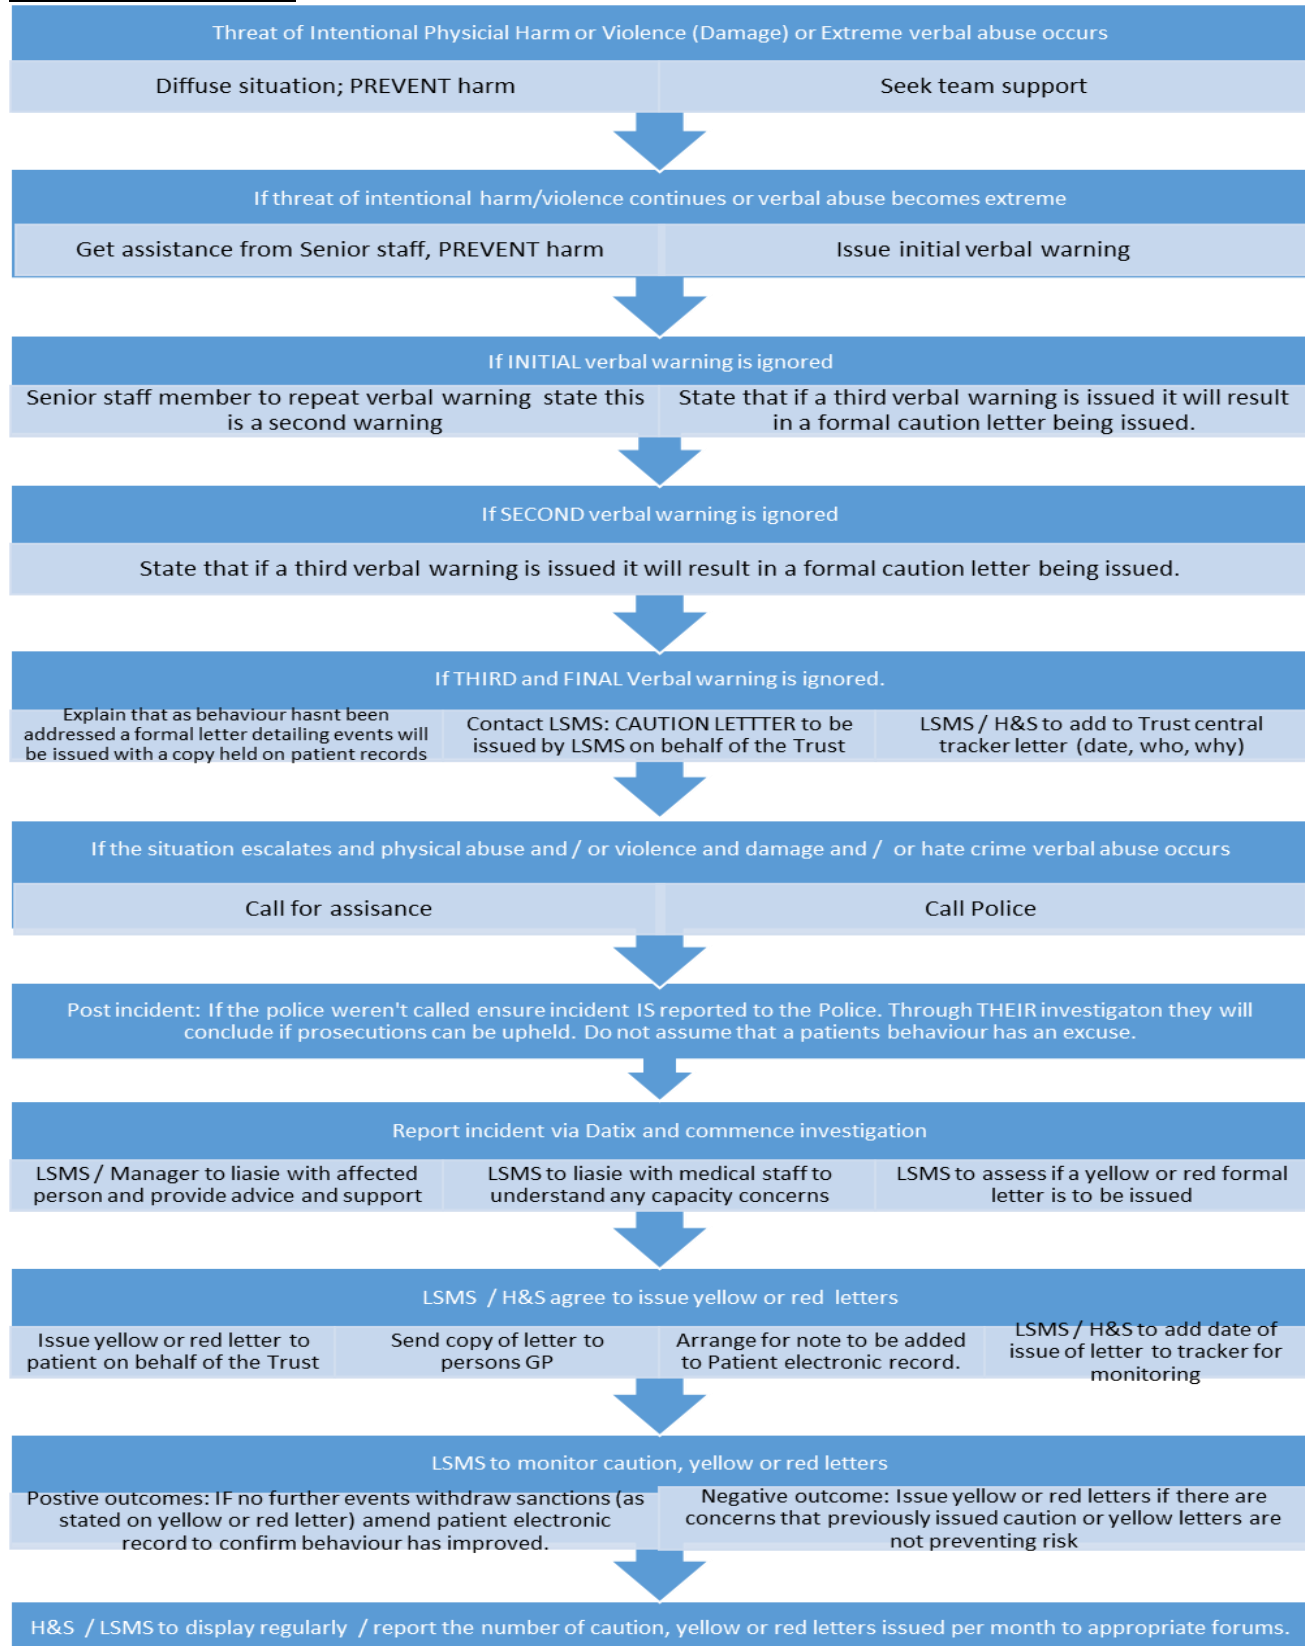 Threat of Intentional Physicial Harm or Violence (Damage) or Extreme verbal abuse occurs
Diffuse situation; PREVENT harm
Seek team support
If threat of intentional harm/violence continues or verbal abuse becomes extreme
Get assistance from Senior staff, PREVENT harm
Issue initial verbal warning
If INITIAL verbal warning is ignored
Senior staff member to repeat verbal warning state this
is a second warning
State that if a third verbal warning is issued it will result
in a formal caution letter being issued.
If SECOND verbal warning is ignored
State that if a third verbal warning is issued it will result in a formal caution letter being issued.
If THIRD and FINAL Verbal warning is ignored.
Explain that as behaviour hasnt been
addressed a formal letter detailing events will
be issued with a copy held on patient records
Contact LSMS: CAUTION LETTTER to be
issued by LSMS on behalf of the Trust
LSMS / H&S to add to Trust central
tracker letter (date, who, why)
If the situation escalates and physical abuse and / or violence and damage and / or hate crime verbal abuse occurs
Call for assisance
Call Police
Post incident: If the police weren't called ensure incident IS reported to the Police. Through THEIR investigaton they will
conclude if prosecutions can be upheld. Do not assume that a patients behaviour has an excuse.
Report incident via Datix and commence investigation
LSMS / Manager to liasie with affected
person and provide advice and support
LSMS to liasie with medical staff to
understand any capacity concerns
LSMS to assess if a yellow or red formal
letter is to be issued
LSMS / H&S agree to issue yellow or red letters
Issue yellow or red letter to
patient on behalf of the Trust
Send copy of letter to
persons GP
Arrange for note to be added
to Patient electronic record.
LSMS / H&S to add date of
issue of letter to tracker for
monitoring
LSMS to monitor caution, yellow or red letters
Postive outcomes: IF no further events withdraw sanctions (as
stated on yellow or red letter) amend patient electronic
record to confirm behaviour has improved.
Negative outcome: Issue yellow or red letters if there are
concerns that previously issued caution or yellow letters are
not preventing risk
H&S / LSMS to display regularly / report the number of caution, yellow or red letters issued per month to appropriate forums.